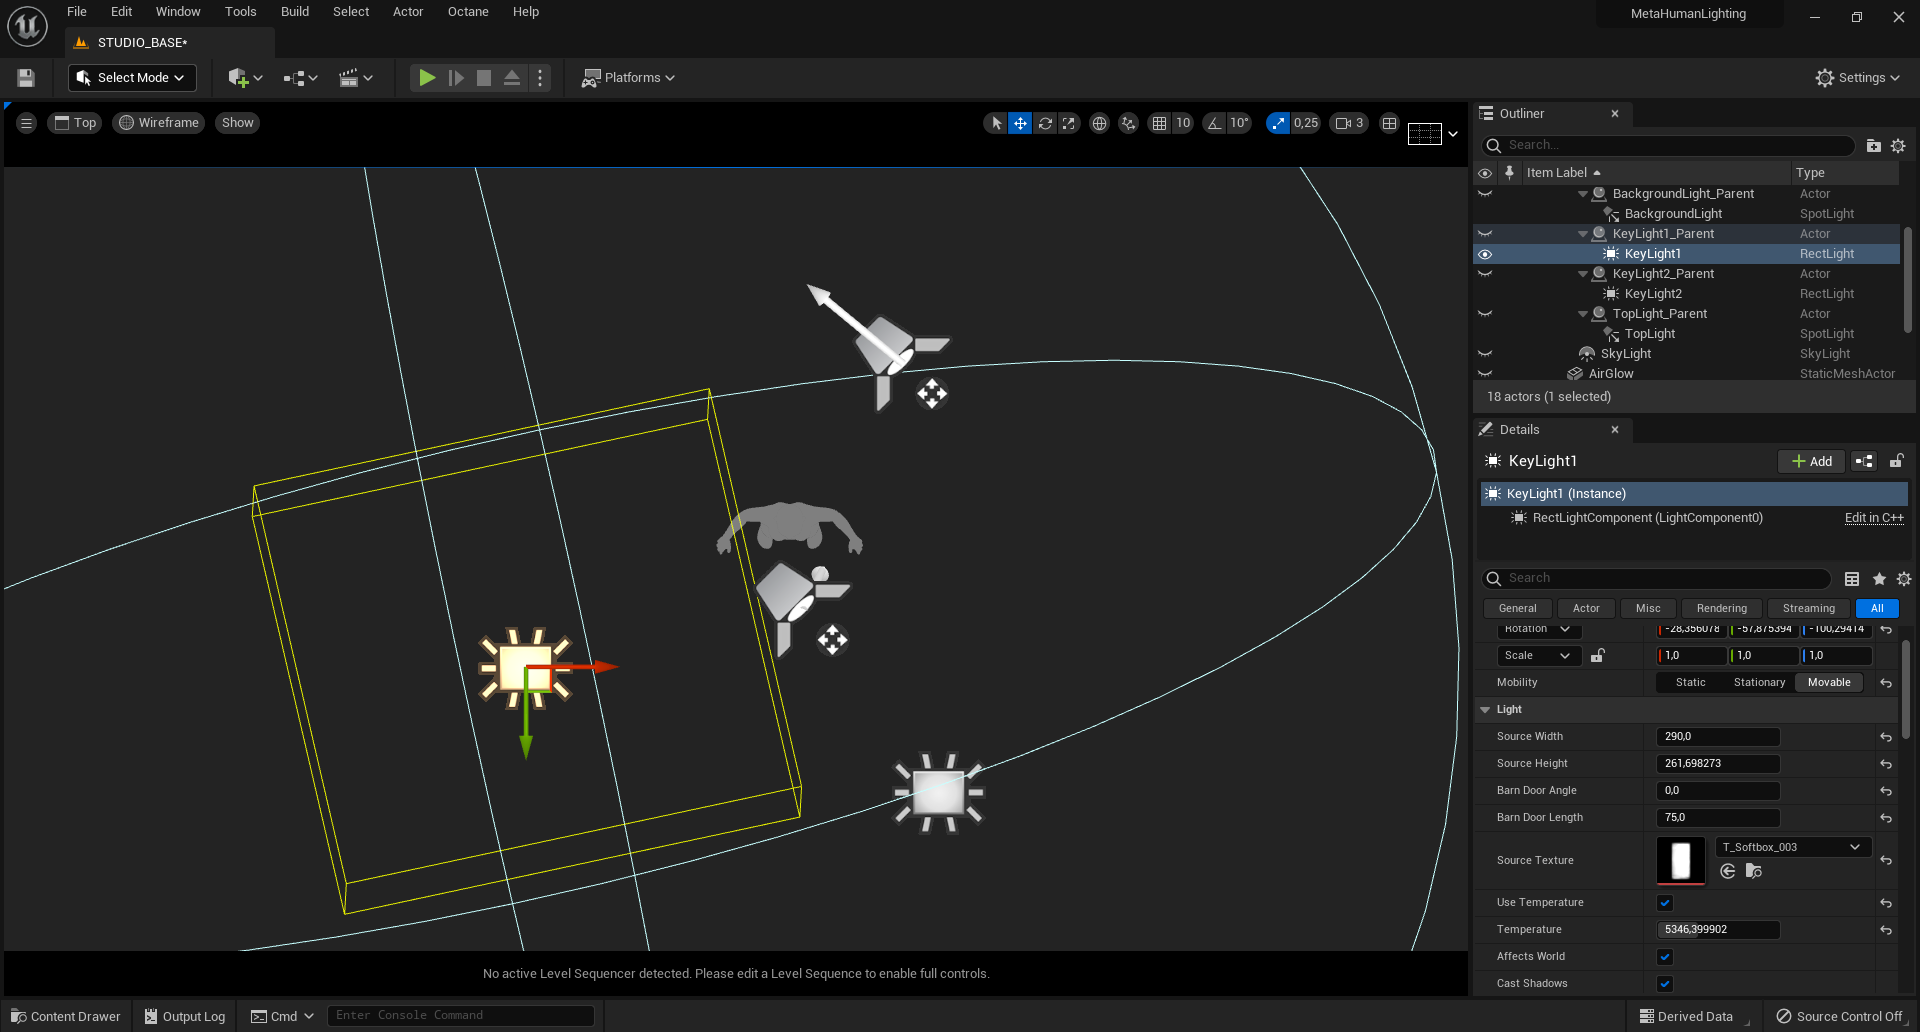 File Edit Window Tools Build Select Actor Octane Help
MetaHumanLighting
STUDIO_BASE*
Select Mode
Platforms
Settings
Top Wireframe Show
10 10° 0,25 3
Outliner
Search...
Item Label Type
BackgroundLight_Parent Actor
BackgroundLight SpotLight
KeyLight1_Parent Actor
KeyLight1 RectLight
KeyLight2_Parent Actor
KeyLight2 RectLight
TopLight_Parent Actor
TopLight SpotLight
SkyLight SkyLight
AirGlow StaticMeshActor
18 actors (1 selected)
Details
KeyLight1
Add
KeyLight1 (Instance)
RectLightComponent (LightComponent0) Edit in C++
Search
General Actor Misc Rendering Streaming All
Rotation -28,356078 -57,875394 -100,29414
Scale 1,0 1,0 1,0
Mobility Static Stationary Movable
Light
Source Width 290,0
Source Height 261,698273
Barn Door Angle 0,0
Barn Door Length 75,0
Source Texture T_Softbox_003
Use Temperature
Temperature 5346,399902
Affects World
Cast Shadows
No active Level Sequencer detected. Please edit a Level Sequence to enable full controls.
Content Drawer Output Log Cmd Enter Console Command Derived Data Source Control Off